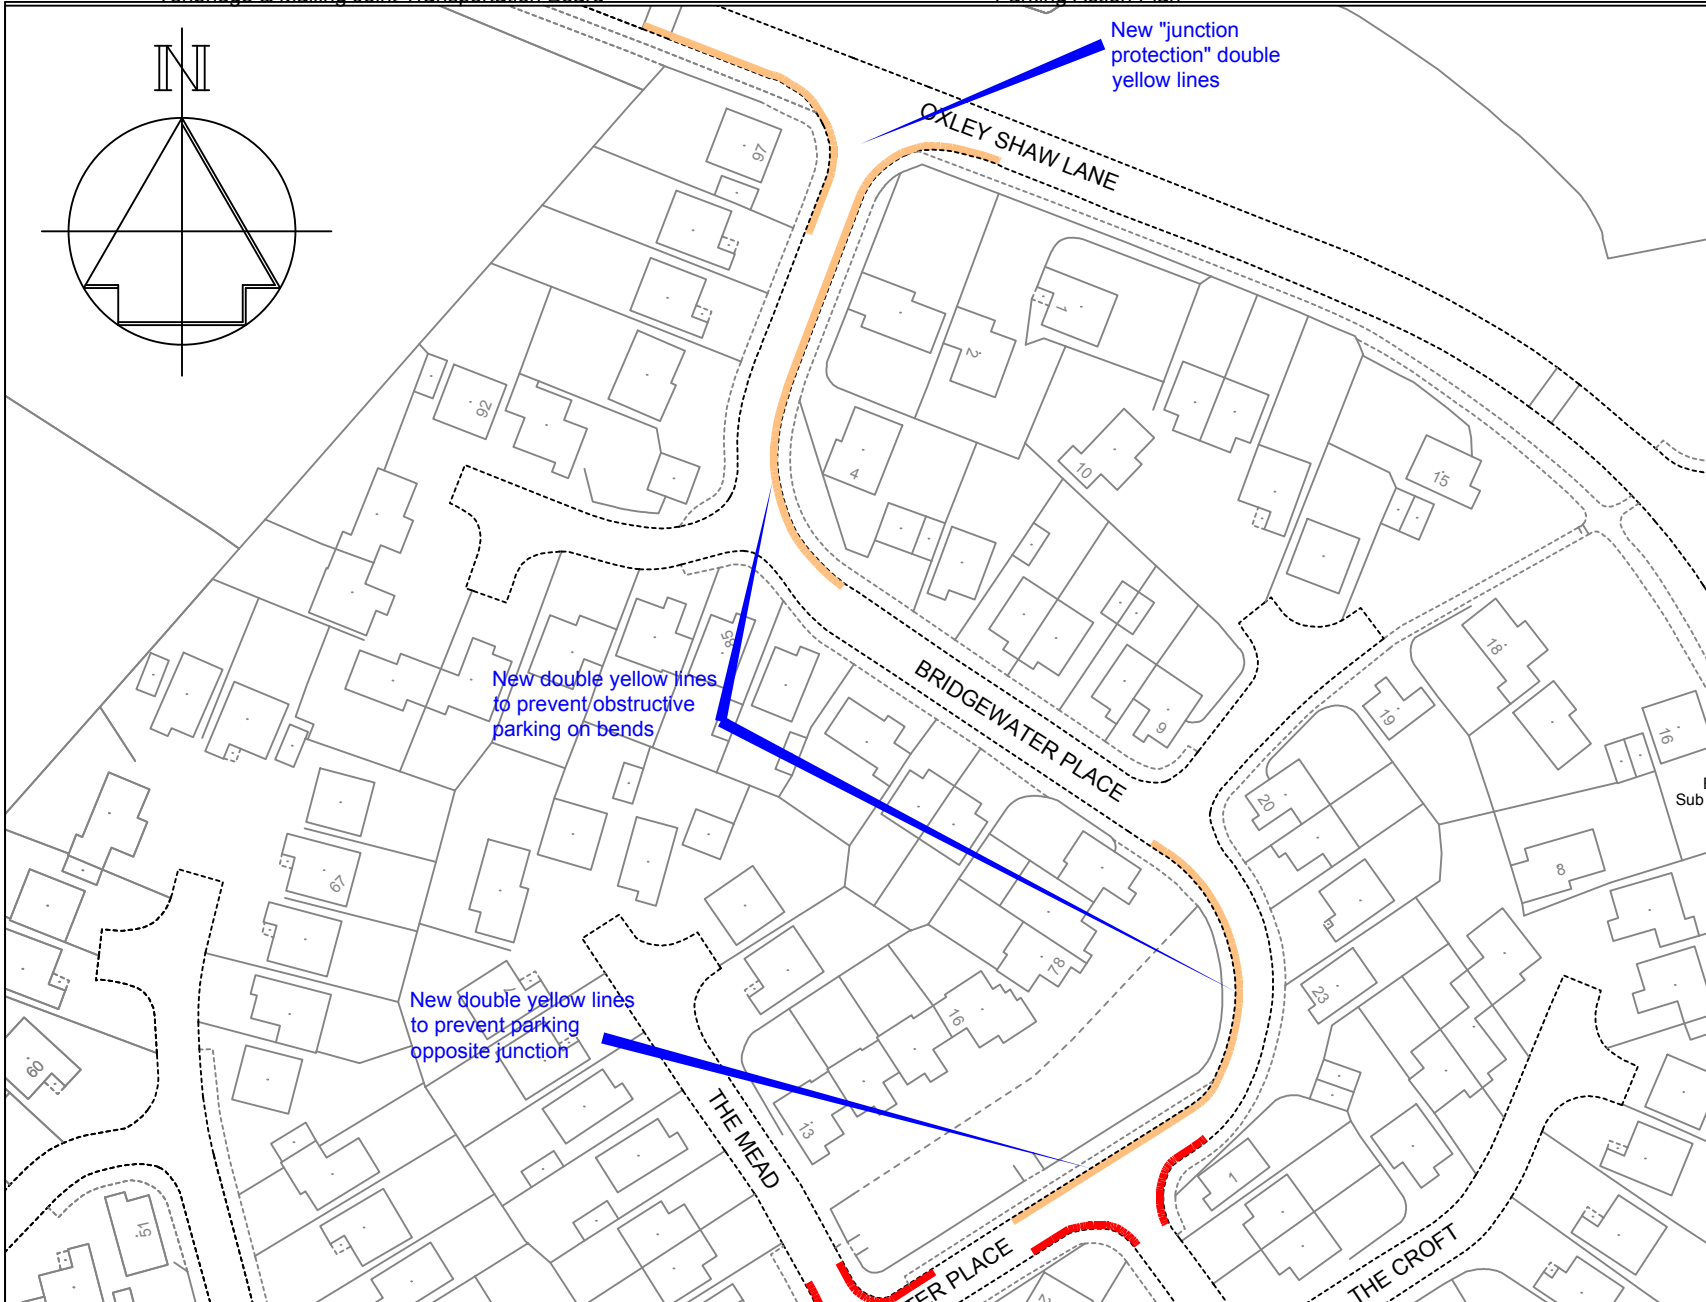 N
New "junction
protection" double
yellow lines
OXLEY SHAW LANE
97
1
2
92
4
10
15
85
New double yellow lines
to prevent obstructive
parking on bends
BRIDGEWATER PLACE
9
18
19
16
20
Sub
8
67
78
23
7
16
New double yellow lines
to prevent parking
opposite junction
60
THE MEAD
13
1
51
TER PLACE
THE CROFT